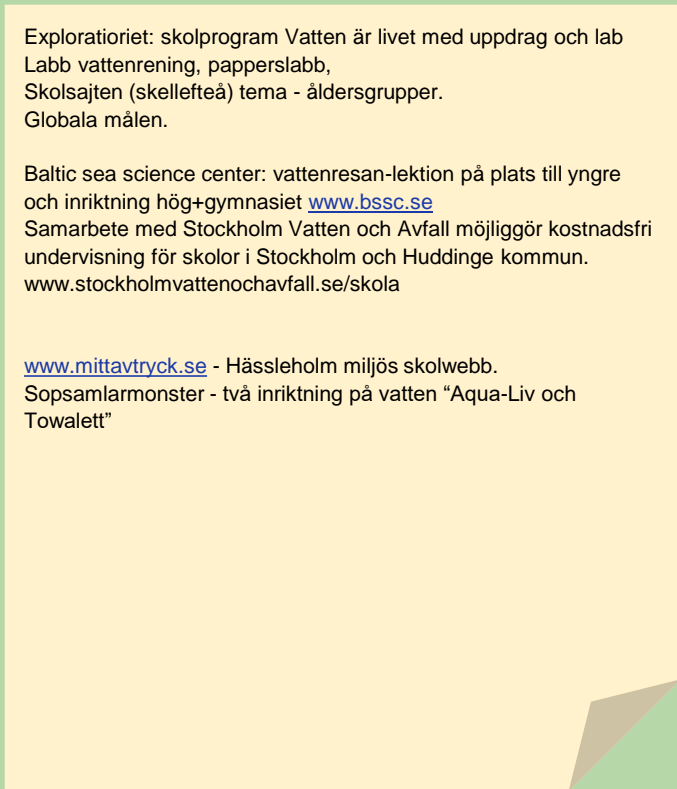 Exploratioriet: skolprogram Vatten är livet med uppdrag och lab
Labb vattenrening, papperslabb,
Skolsajten (skellefteå) tema - åldersgrupper.
Globala målen.
Baltic sea science center: vattenresan-lektion på plats till yngre
och inriktning hög+gymnasiet www.bssc.se
Samarbete med Stockholm Vatten och Avfall möjliggör kostnadsfri
undervisning för skolor i Stockholm och Huddinge kommun.
www.stockholmvattenochavfall.se/skola
www.mittavtryck.se - Hässleholm miljös skolwebb.
Sopsamlarmonster - två inriktning på vatten “Aqua-Liv och
Towalett”